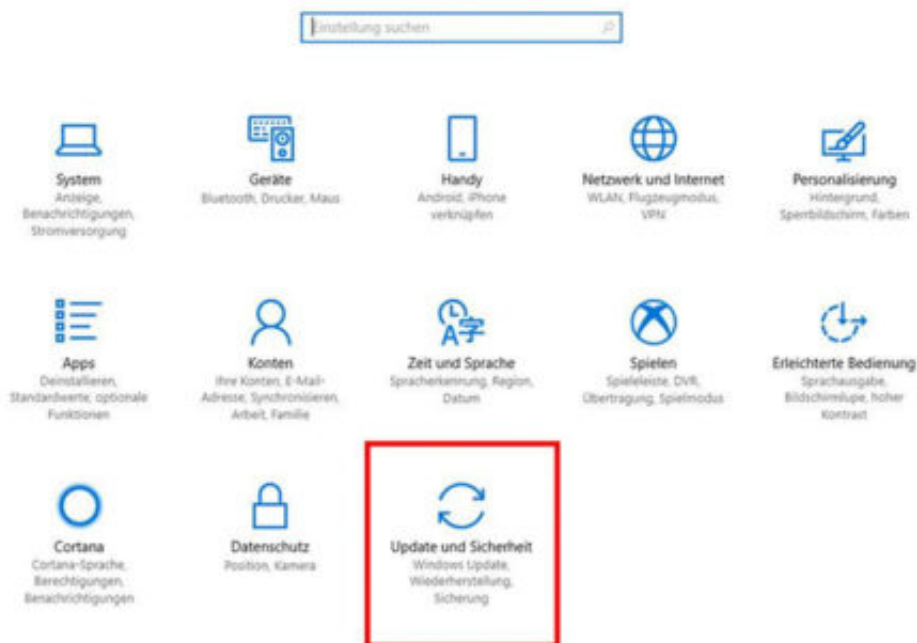 Einstellung suchen
System
Anzeige,
Benachrichtigungen,
Stromversorgung
Geräte
Bluetooth, Drucker, Maus
Handy
Android, iPhone
verknüpfen
Netzwerk und Internet
WLAN, Flugzeugmodus,
VPN
Personalisierung
Hintergrund,
Sperrbildschirm, Farben
Apps
Deinstallieren,
Standardwerte, optionale
Funktionen
Konten
Ihre Konten, E-Mail-
Adresse, Synchronisieren,
Arbeit, Familie
A字
Zeit und Sprache
Spracherkennung, Region,
Datum
Spielen
Spieleleiste, DVR,
Übertragung, Spielmodus
Erleichterte Bedienung
Sprachausgabe,
Bildschirmlupe, hoher
Kontrast
Cortana
Cortana-Sprache,
Berechtigungen,
Benachrichtigungen
Datenschutz
Position, Kamera
Update und Sicherheit
Windows Update,
Wiederherstellung,
Sicherung